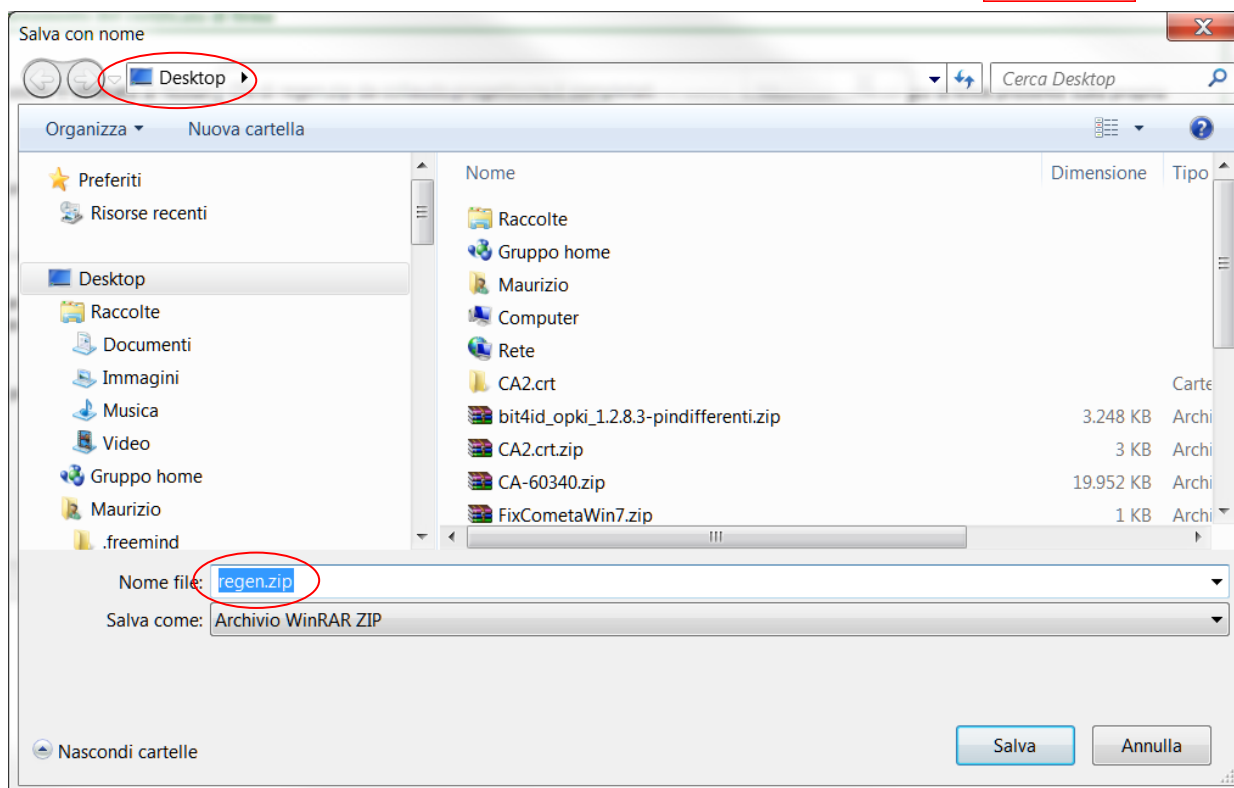 Salva con nome
Desktop
Cerca Desktop
Organizza
Nuova cartella
Preferiti
Risorse recenti
Desktop
Raccolte
Documenti
Immagini
Musica
Video
Gruppo home
Maurizio
.freemind
Nome Dimensione Tipo
Raccolte
Gruppo home
Maurizio
Computer
Rete
CA2.crt Carte
bit4id_opki_1.2.8.3-pindifferenti.zip 3.248 KB Archi
CA2.crt.zip 3 KB Archi
CA-60340.zip 19.952 KB Archi
FixCometaWin7.zip 1 KB Archi
Nome file: regen.zip
Salva come: Archivio WinRAR ZIP
Nascondi cartelle
Salva
Annulla